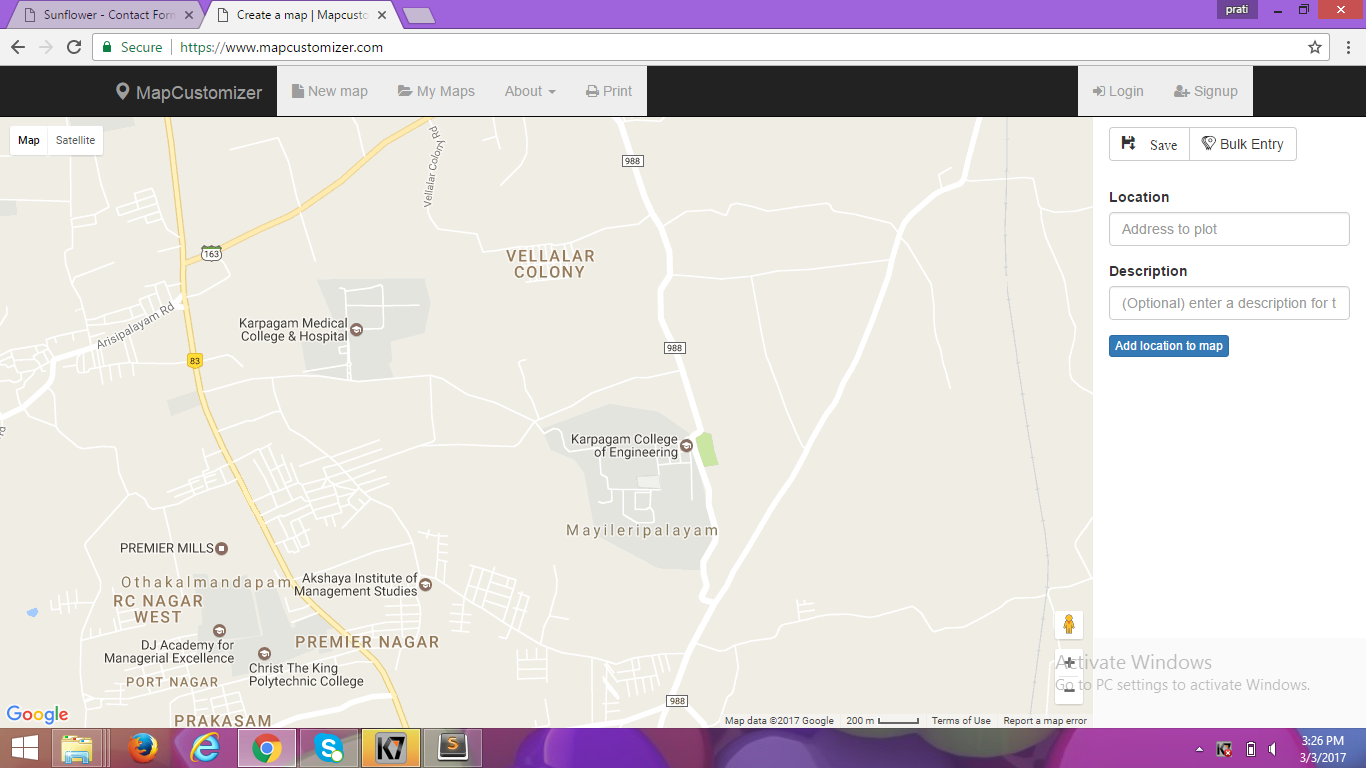 Sunflower - Contact Form
Create a map | Mapcusto
prati
Secure
https://www.mapcustomizer.com
MapCustomizer
New map
My Maps
About
Print
Login
Signup
Map
Satellite
Save
Bulk Entry
Location
Address to plot
Description
(Optional) enter a description for t
Add location to map
Vellalar Colony Rd
988
163
VELLALAR
COLONY
Arisipalayam Rd
Karpagam Medical
College & Hospital
988
83
Karpagam College
of Engineering
Mayileripalayam
PREMIER MILLS
Othakalmandapam
Akshaya Institute of
Management Studies
RC NAGAR
WEST
DJ Academy for
Managerial Excellence
PREMIER NAGAR
Christ The King
Polytechnic College
PORT NAGAR
PRAKASAM
988
Google
Map data ©2017 Google
200 m
Terms of Use
Report a map error
Activate Windows
Go to PC settings to activate Windows.
K7
3:26 PM
3/3/2017